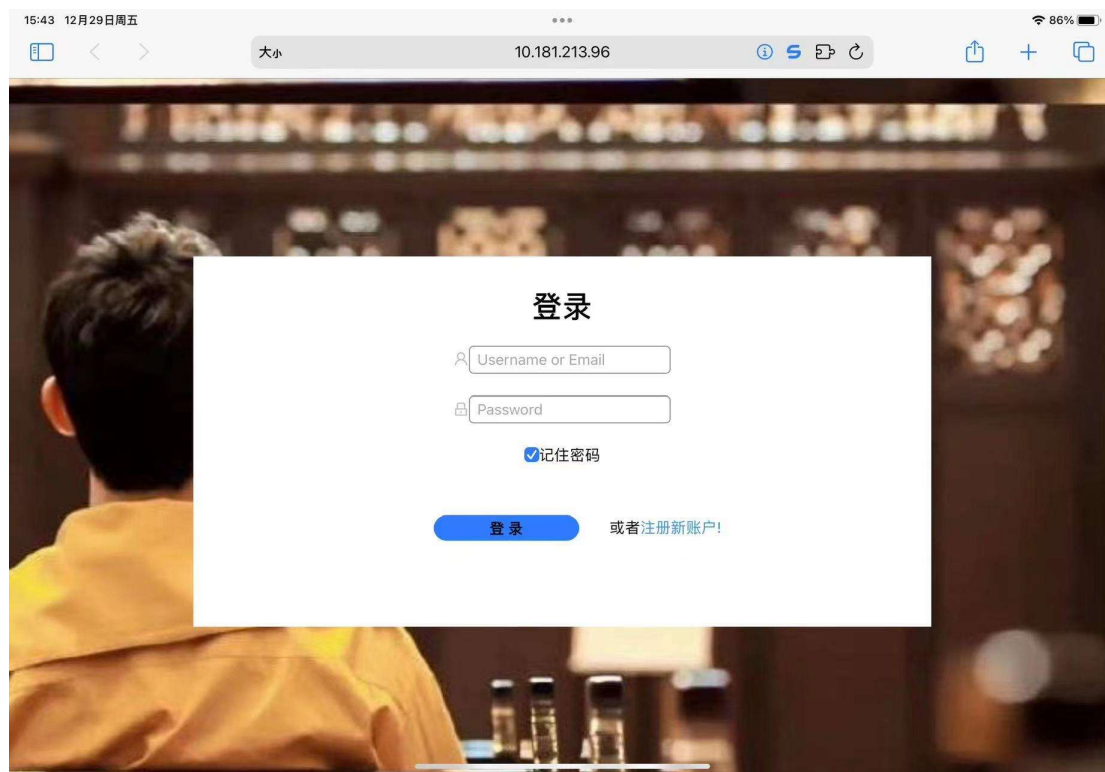 15:43 12月29日周五
86%
大小
10.181.213.96
登录
Username or Email
Password
记住密码
登 录
或者注册新账户!